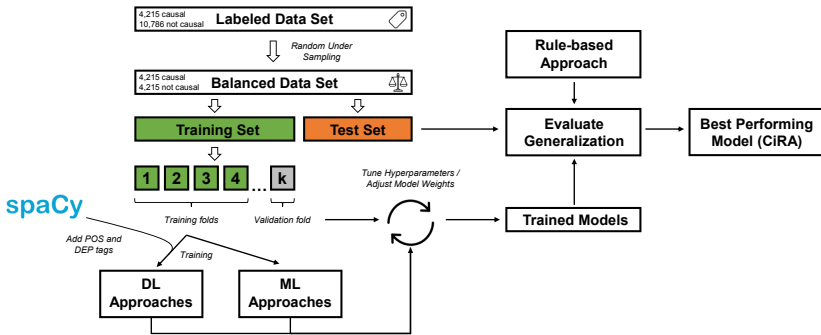 4,215 causal
10,786 not causal
Labeled Data Set
Random Under
Sampling
4,215 causal
4,215 not causal
Balanced Data Set
Training Set
Test Set
Rule-based
Approach
Evaluate
Generalization
Best Performing
Model (CiRA)
1 2 3 4 ... k
Training folds
Validation fold
Tune Hyperparameters /
Adjust Model Weights
Trained Models
spaCy
Add POS and
DEP tags
Training
DL
Approaches
ML
Approaches